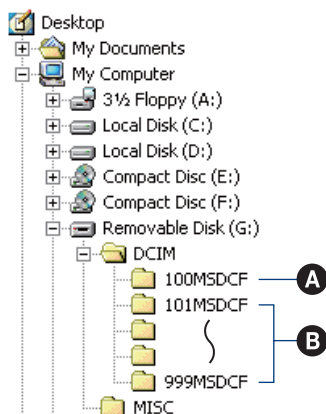 Desktop
My Documents
My Computer
3½ Floppy (A:)
Local Disk (C:)
Local Disk (D:)
Compact Disc (E:)
Compact Disc (F:)
Removable Disk (G:)
DCIM
100MSDCF
A
101MSDCF
B
999MSDCF
MISC